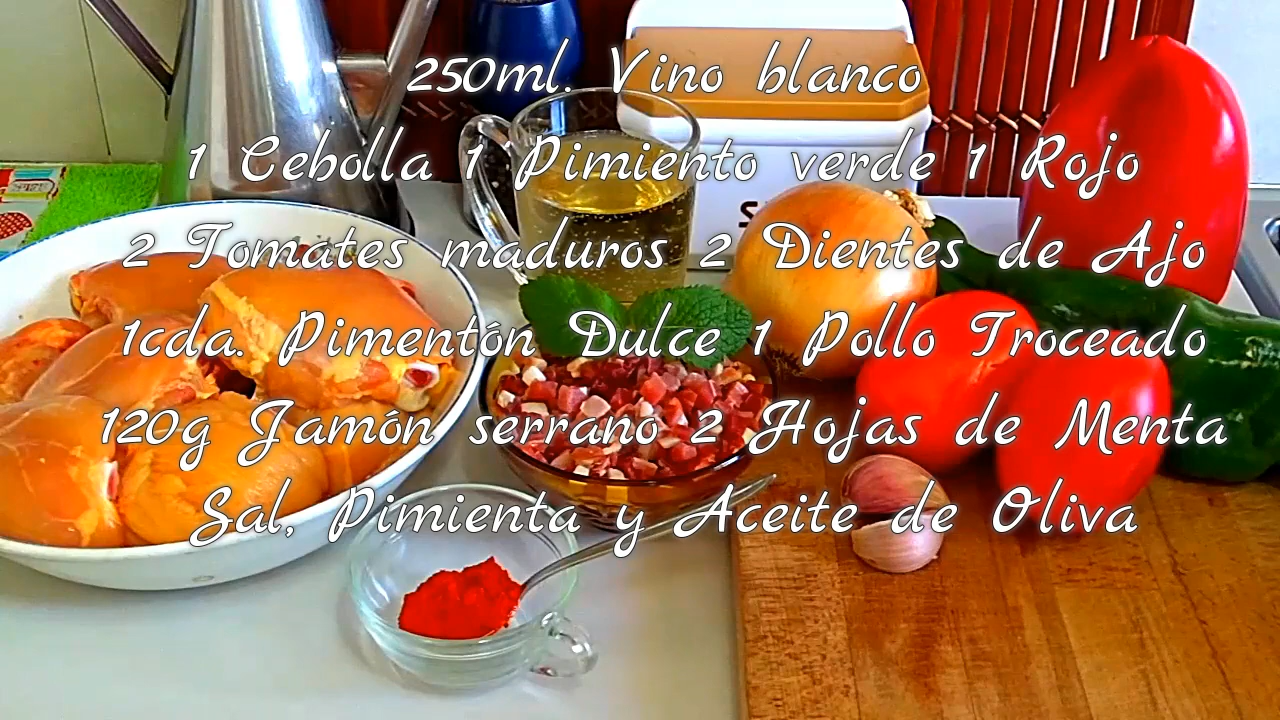 250ml. Vino blanco
1 Cebolla 1 Pimiento verde 1 Rojo
2 Tomates maduros 2 Dientes de Ajo
1cda. Pimentón Dulce 1 Pollo Troceado
120g Jamón serrano 2 Hojas de Menta
Sal, Pimienta y Aceite de Oliva